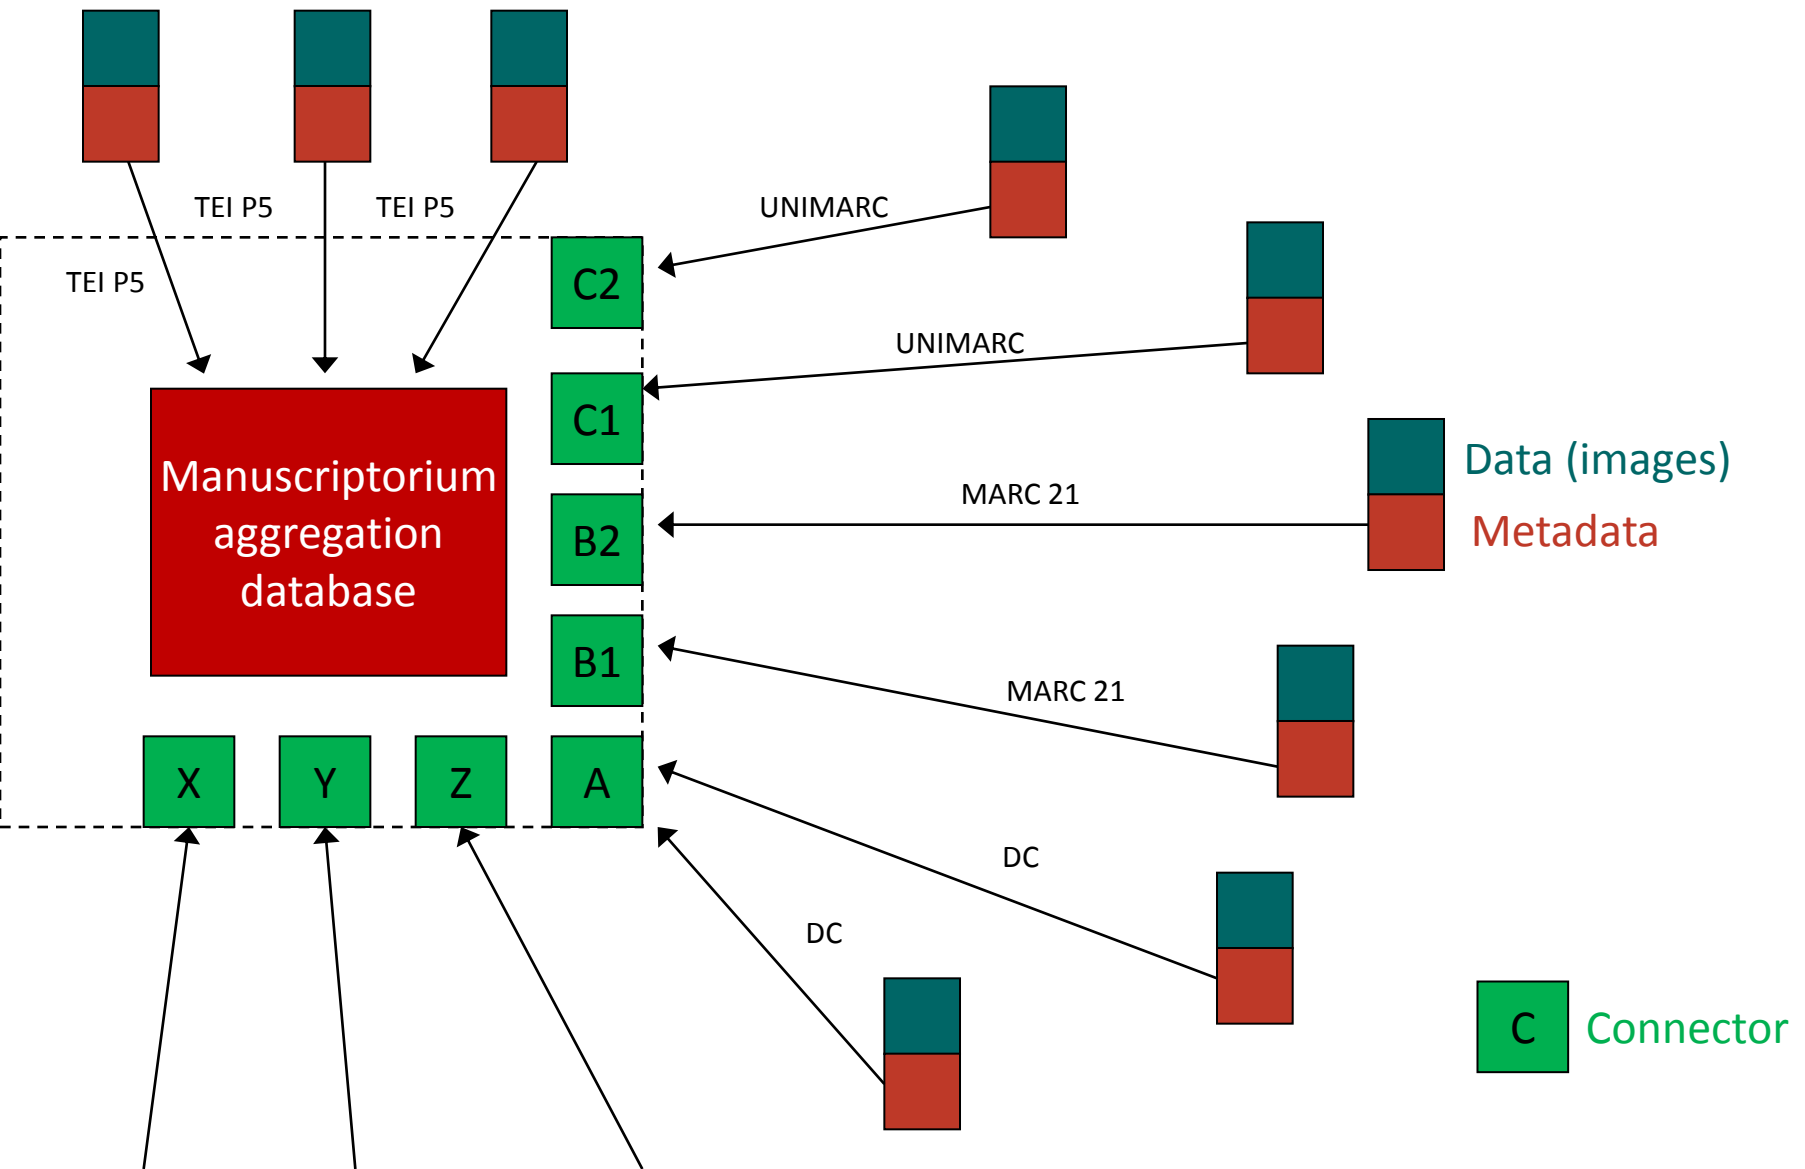 TEI P5
TEI P5
UNIMARC
TEI P5
C2
UNIMARC
C1
Manuscriptorium
aggregation
database
Data (images)
MARC 21
Metadata
B2
B1
MARC 21
X
Y
Z
A
DC
DC
C
Connector